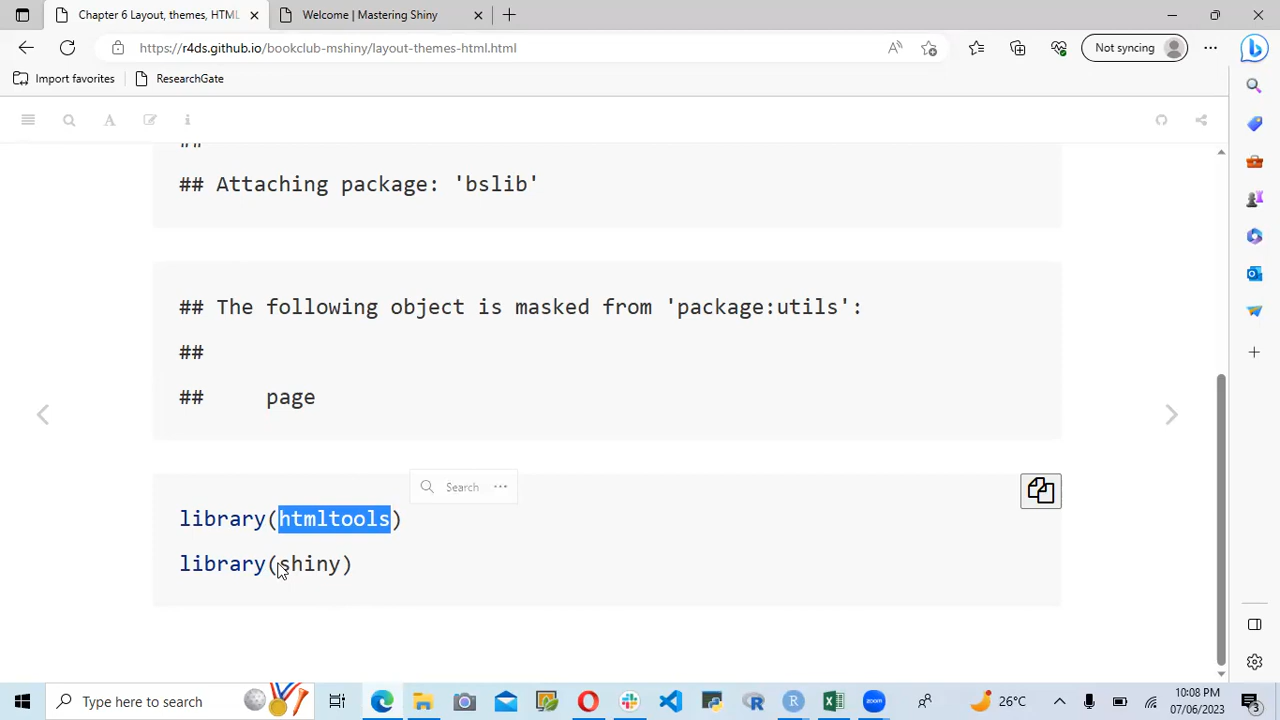 Chapter 6 Layout, themes, HTML
Welcome | Mastering Shiny
https://r4ds.github.io/bookclub-mshiny/layout-themes-html.html
Not syncing
Import favorites
ResearchGate
##
## Attaching package: 'bslib'
## The following object is masked from 'package:utils':
##
## page
Search
library(htmltools)
library(shiny)
Type here to search
zoom
26°C
10:08 PM
07/06/2023
3